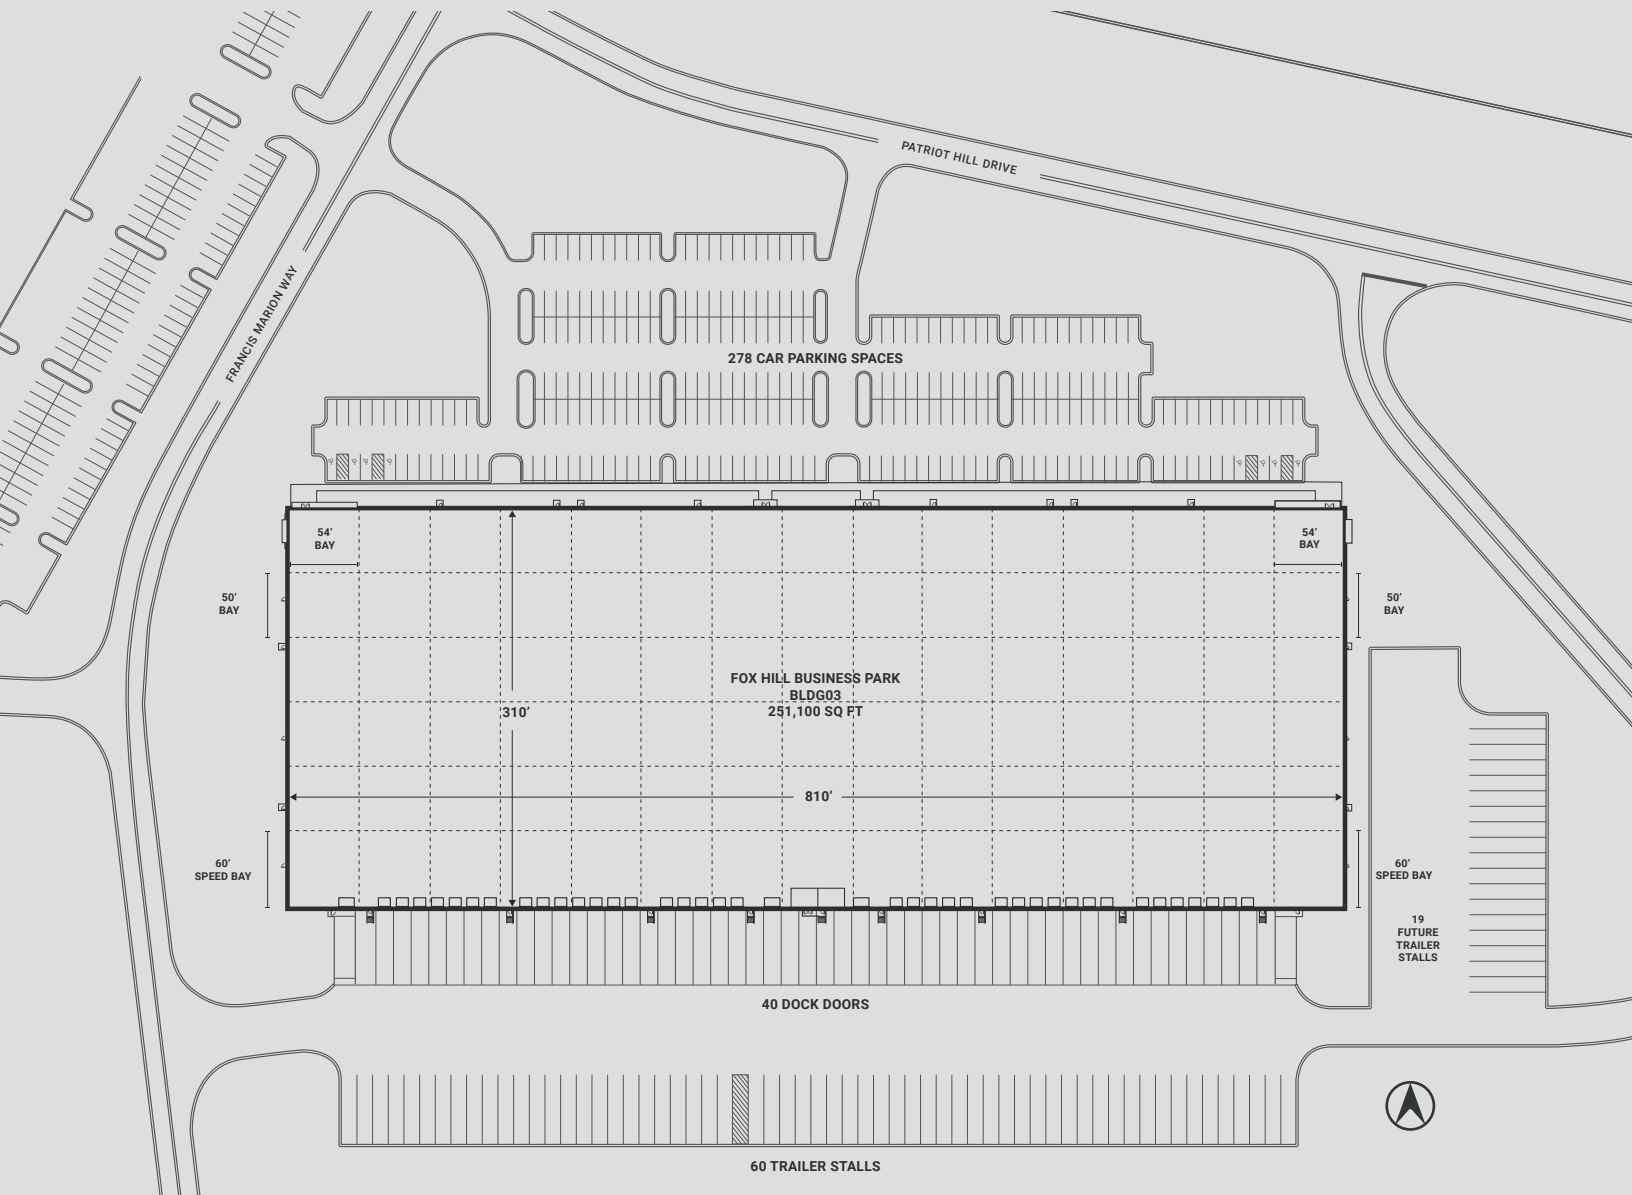 PATRIOT HILL DRIVE
FRANCIS MARION WAY
278 CAR PARKING SPACES
54’
BAY
54’
BAY
50’
BAY
50’
BAY
FOX HILL BUSINESS PARK
BLDG03
251,100 SQ FT
310’
810’
60’
SPEED BAY
60’
SPEED BAY
19
FUTURE
TRAILER
STALLS
40 DOCK DOORS
60 TRAILER STALLS